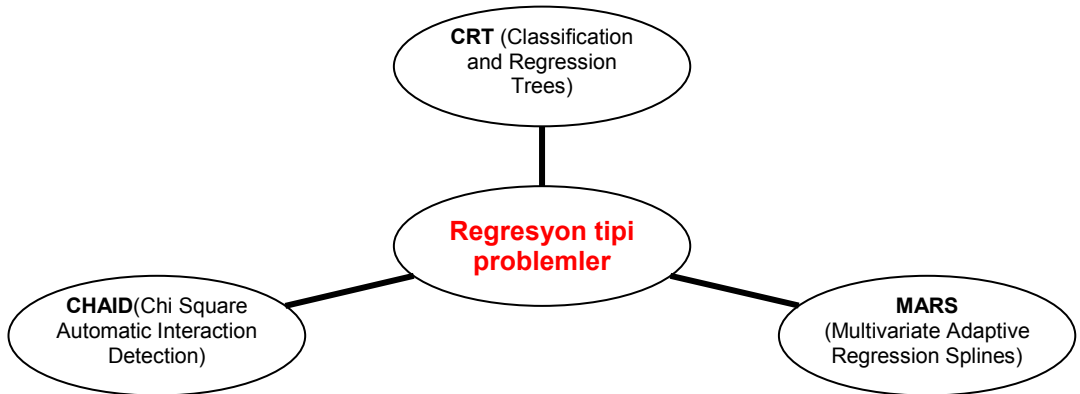 CRT (Classification
and Regression
Trees)
Regresyon tipi
problemler
CHAID(Chi Square
Automatic Interaction
Detection)
MARS
(Multivariate Adaptive
Regression Splines)